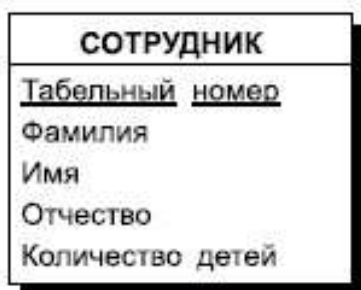 СОТРУДНИК
Табельный номер
Фамилия
Имя
Отчество
Количество детей